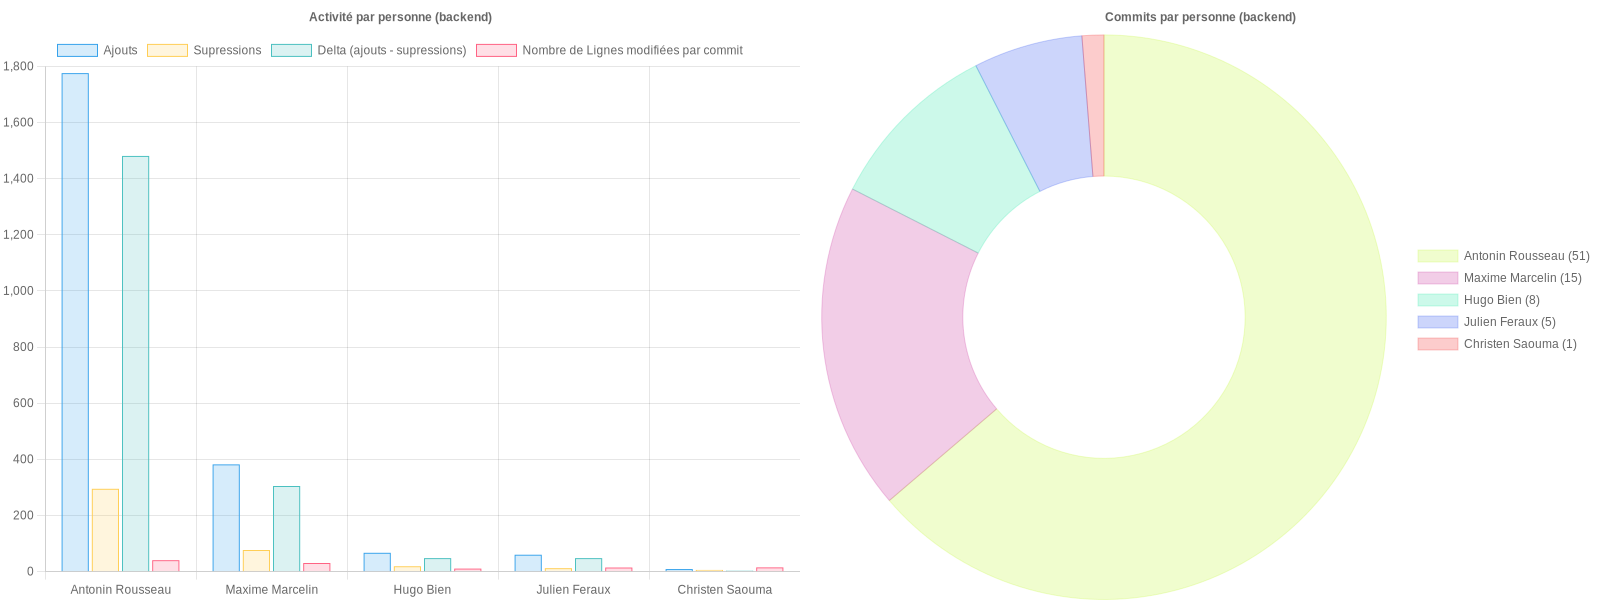 Activité par personne (backend)
Ajouts Supressions Delta (ajouts - supressions) Nombre de Lignes modifiées par commit
1,800
1,600
1,400
1,200
1,000
800
600
400
200
0
Antonin Rousseau Maxime Marcelin Hugo Bien Julien Feraux Christen Saouma
Commits par personne (backend)
Antonin Rousseau (51)
Maxime Marcelin (15)
Hugo Bien (8)
Julien Feraux (5)
Christen Saouma (1)